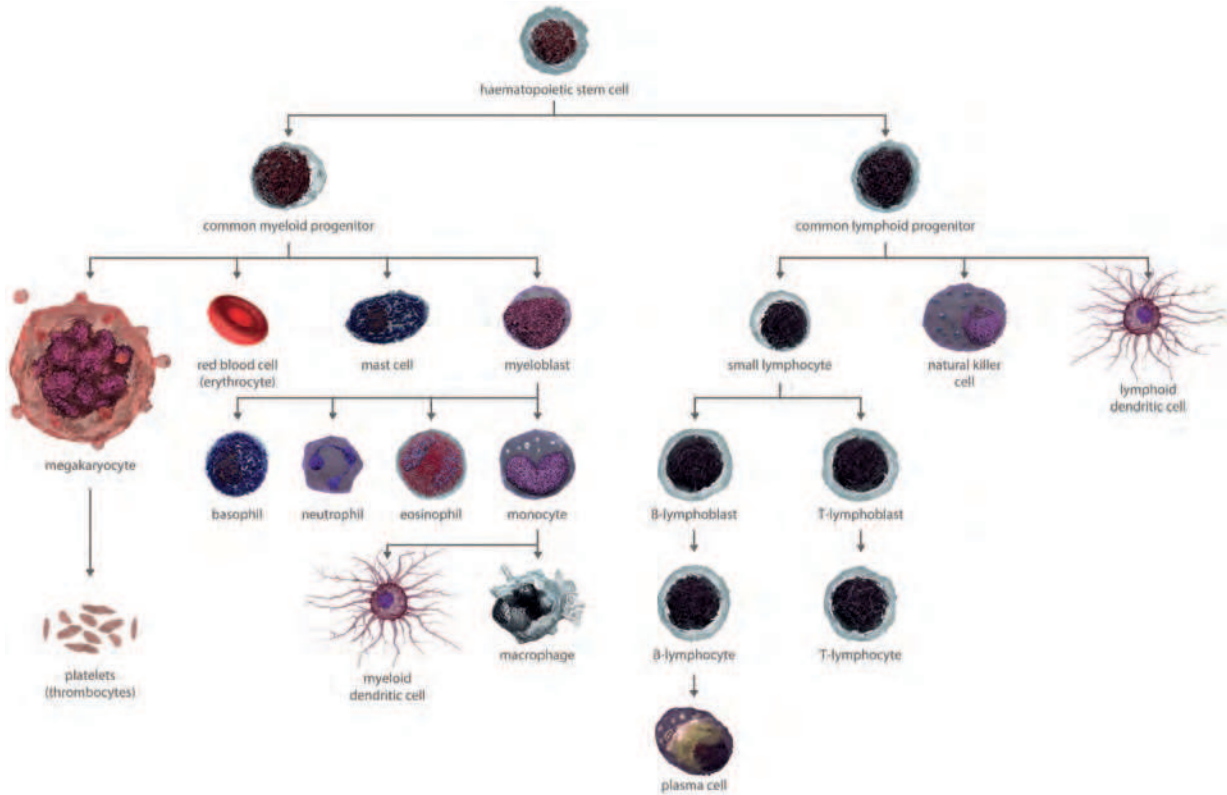 haematopoietic stem cell
common myeloid progenitor
common lymphoid progenitor
red blood cell
(erythrocyte)
mast cell
myeloblast
small lymphocyte
natural killer
cell
lymphoid
dendritic cell
megakaryocyte
basophil
neutrophil
eosinophil
monocyte
B-lymphoblast
T-lymphoblast
platelets
(thrombocytes)
myeloid
dendritic cell
macrophage
B-lymphocyte
T-lymphocyte
plasma cell